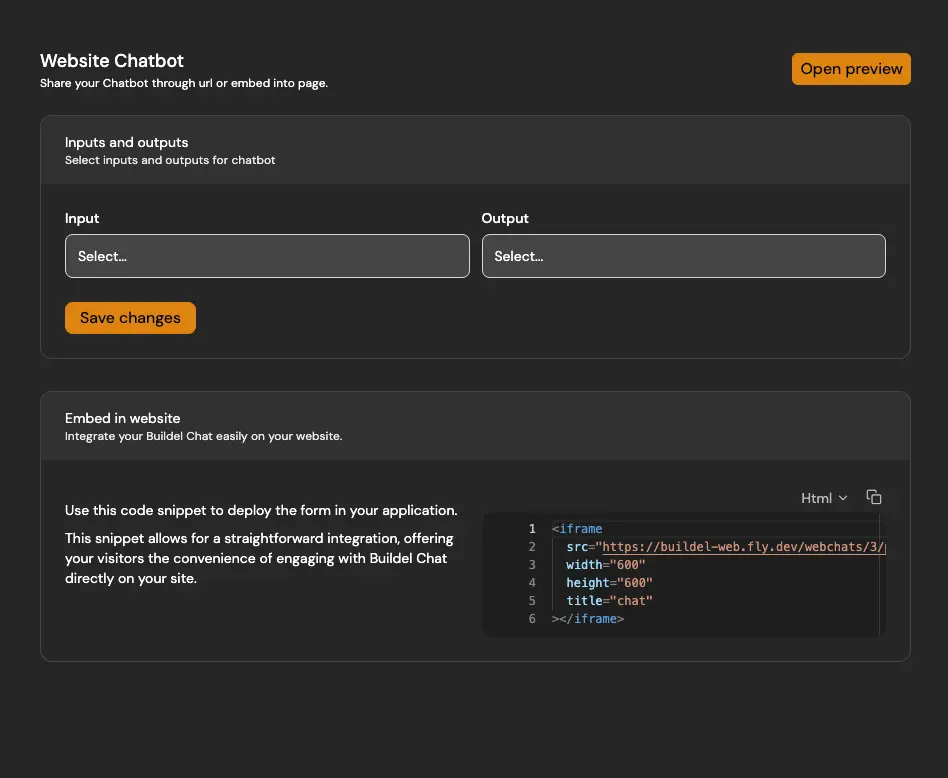 Website Chatbot
Share your Chatbot through url or embed into page.
Open preview
Inputs and outputs
Select inputs and outputs for chatbot
Input
Output
Select...
Select...
Save changes
Embed in website
Integrate your Buildel Chat easily on your website.
Html
Use this code snippet to deploy the form in your application.
This snippet allows for a straightforward integration, offering
your visitors the convenience of engaging with Buildel Chat
directly on your site.
1 <iframe
2 src="https://buildel-web.fly.dev/webchats/3/
3 width="600"
4 height="600"
5 title="chat"
6 ></iframe>